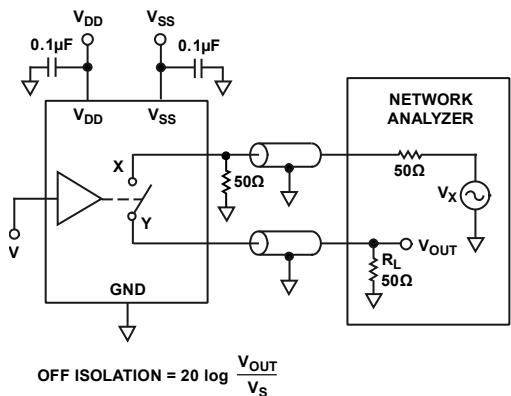 VDD
VSS
0.1µF
0.1µF
VDD
VSS
NETWORK
ANALYZER
X
50Ω
50Ω
VX
Y
V
VOUT
RL
50Ω
GND
OFF ISOLATION = 20 log VOUT
VS